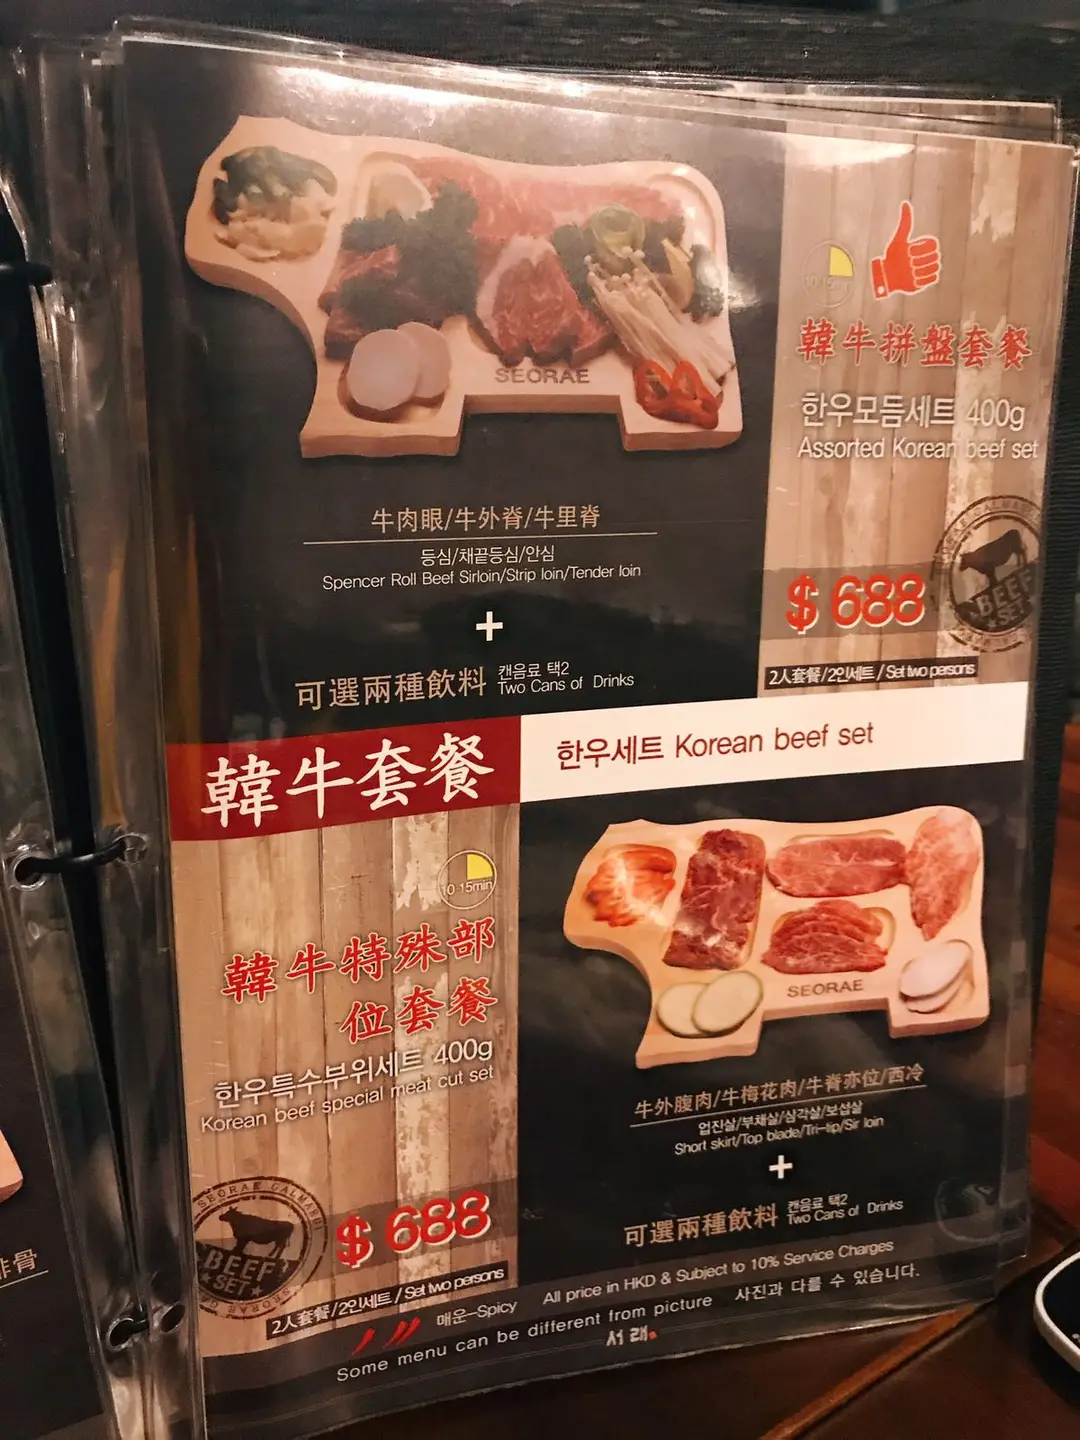 SEORAE
韓牛拼盤套餐
한우모듬세트 400g
Assorted Korean beef set
牛肉眼/牛外脊/牛里脊
등심/채끝등심/안심
Spencer Roll Beef Sirloin/Strip loin/Tender loin
+
可選兩種飲料 캔음료 택2
Two Cans of Drinks
$ 688
BEEF
SET
2人套餐/2인세트/Set two persons
韓牛套餐
한우세트 Korean beef set
10-15min
韓牛特殊部
位套餐
한우특수부위세트 400g
Korean beef special meat cut set
SEORAE
牛外腹肉/牛梅花肉/牛脊亦位/西冷
업진살/부채살/삼각살/보섭살
Short skirt/Top blade/Tri-tip/Sir loin
+
可選兩種飲料 캔음료 택2
Two Cans of Drinks
SEORAE GALMAEGI
BEEF
SET
$ 688
2人套餐/2인세트/Set two persons
매운-Spicy All price in HKD & Subject to 10% Service Charges
Some menu can be different from picture 사진과 다를 수 있습니다.
서래
排骨